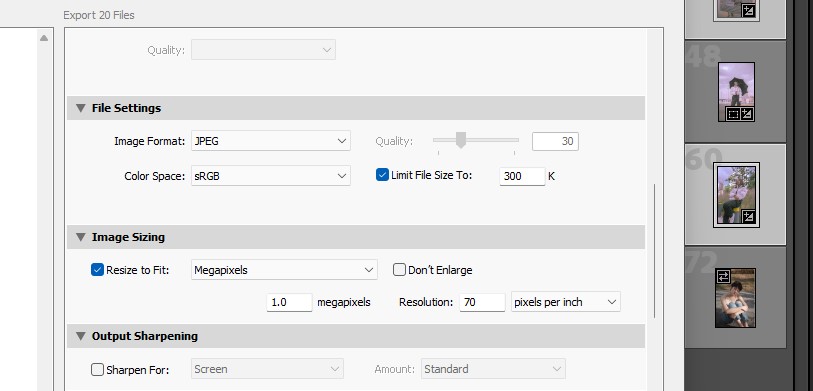 Export 20 Files
Quality:
File Settings
Image Format: JPEG Quality: 30
Color Space: sRGB Limit File Size To: 300 K
Image Sizing
Resize to Fit: Megapixels Don't Enlarge
1.0 megapixels Resolution: 70 pixels per inch
Output Sharpening
Sharpen For: Screen Amount: Standard
48
60
72